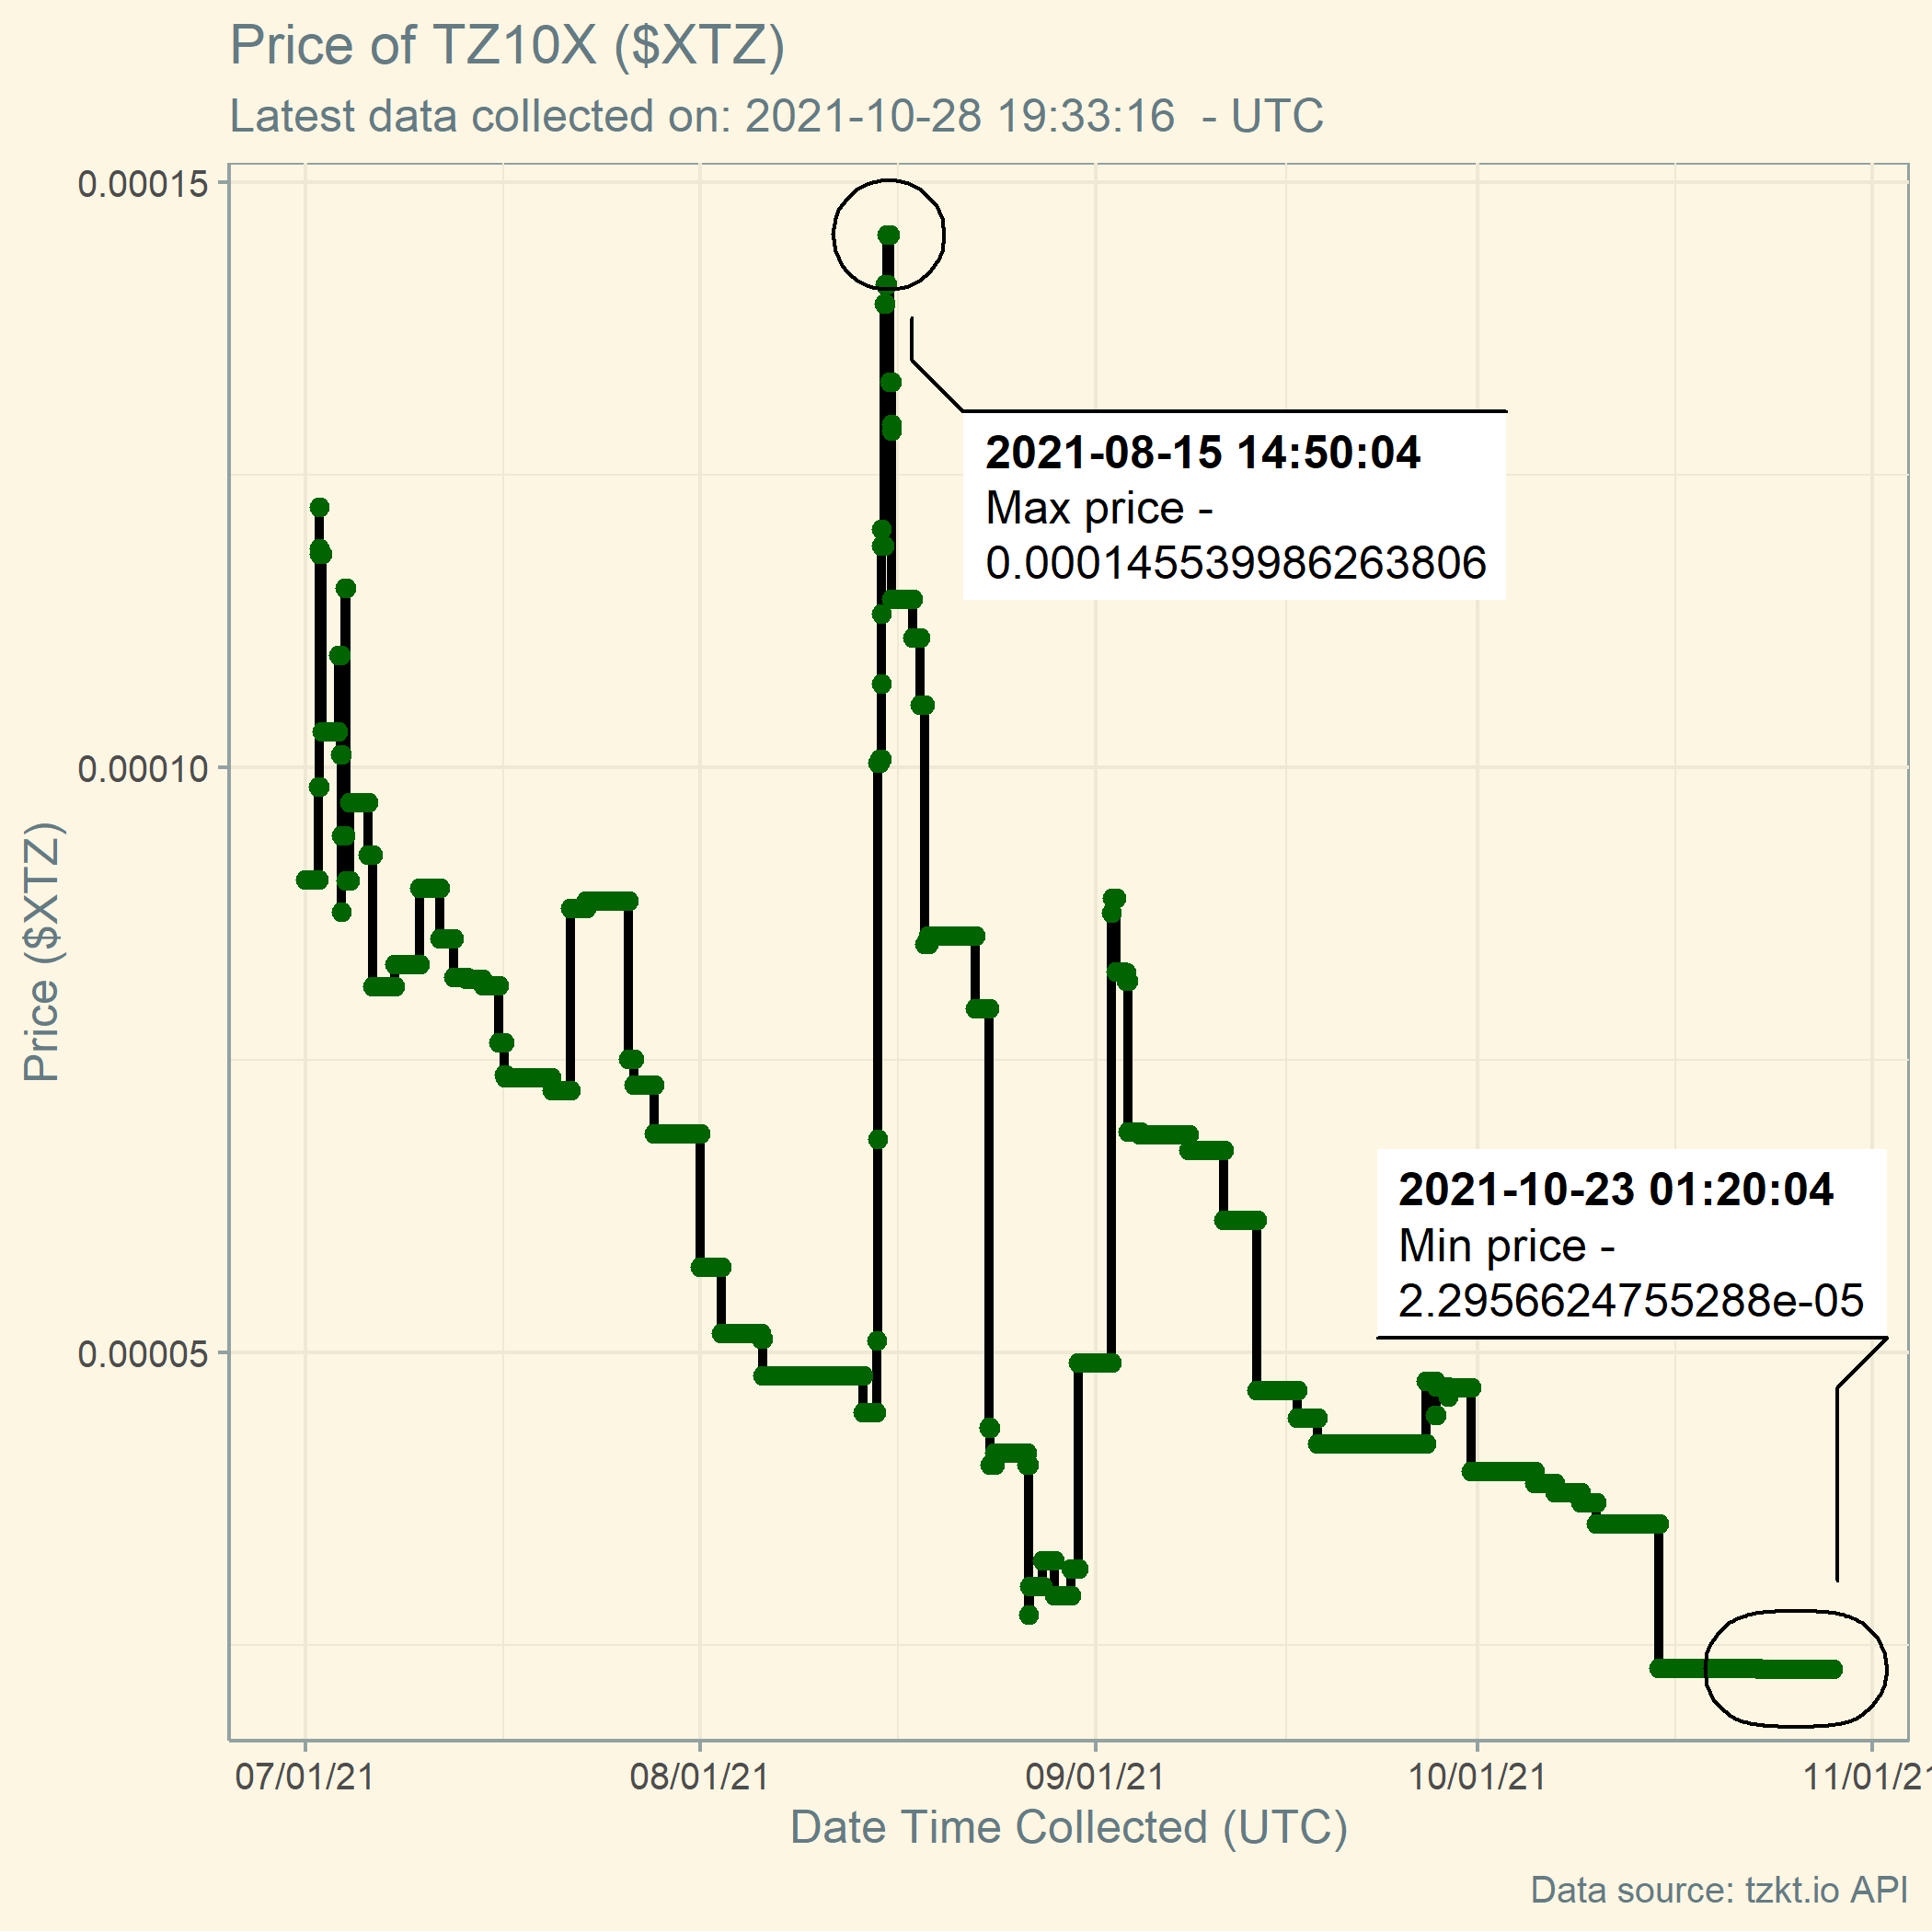 Price of TZ10X ($XTZ)
Latest data collected on: 2021-10-28 19:33:16  - UTC
0.00015
0.00010
0.00005
Price ($XTZ)
2021-08-15 14:50:04
Max price -
0.000145539986263806
2021-10-23 01:20:04
Min price -
2.2956624755288e-05
07/01/21
08/01/21
09/01/21
10/01/21
11/01/21
Date Time Collected (UTC)
Data source: tzkt.io API